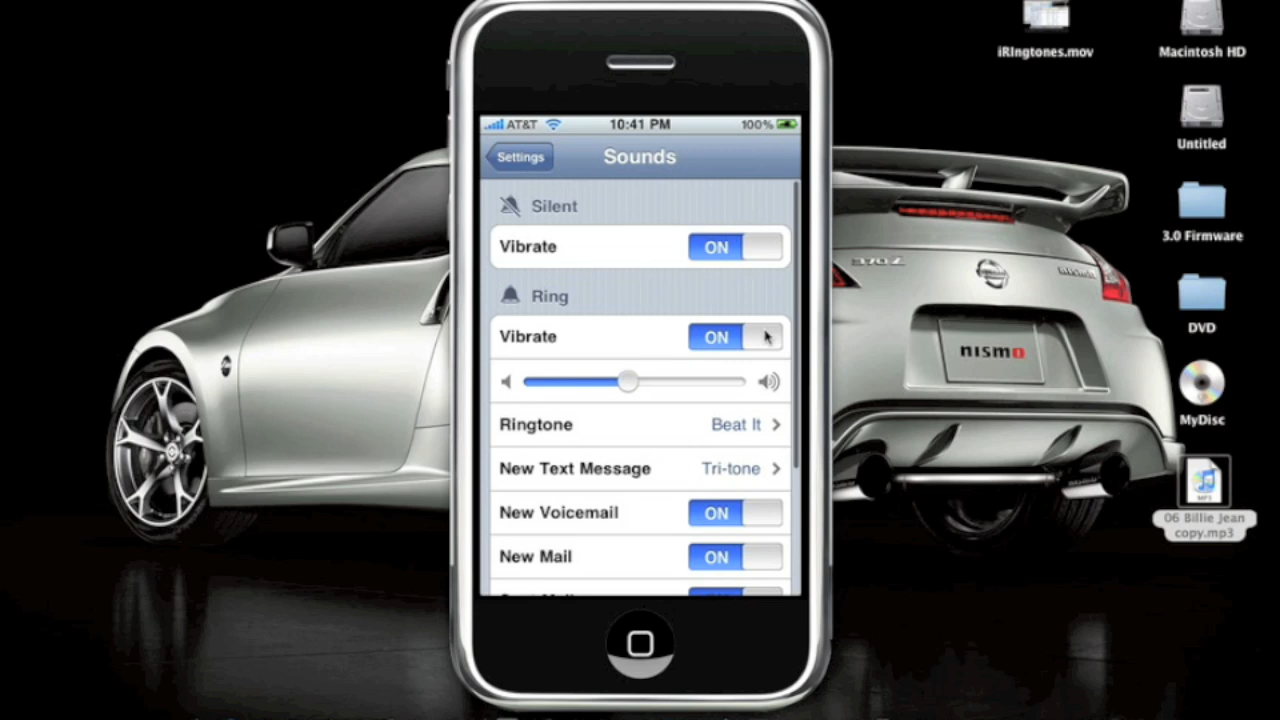 iRIngtones.mov
Macintosh HD
AT&T 10:41 PM 100%
Untitled
Settings Sounds
Silent
3.0 Firmware
Vibrate ON
370Z
Ring
DVD
Vibrate ON
nismo
MyDisc
Ringtone Beat It
New Text Message Tri-tone
MP3
New Voicemail ON
06 Billie Jean
copy.mp3
New Mail ON